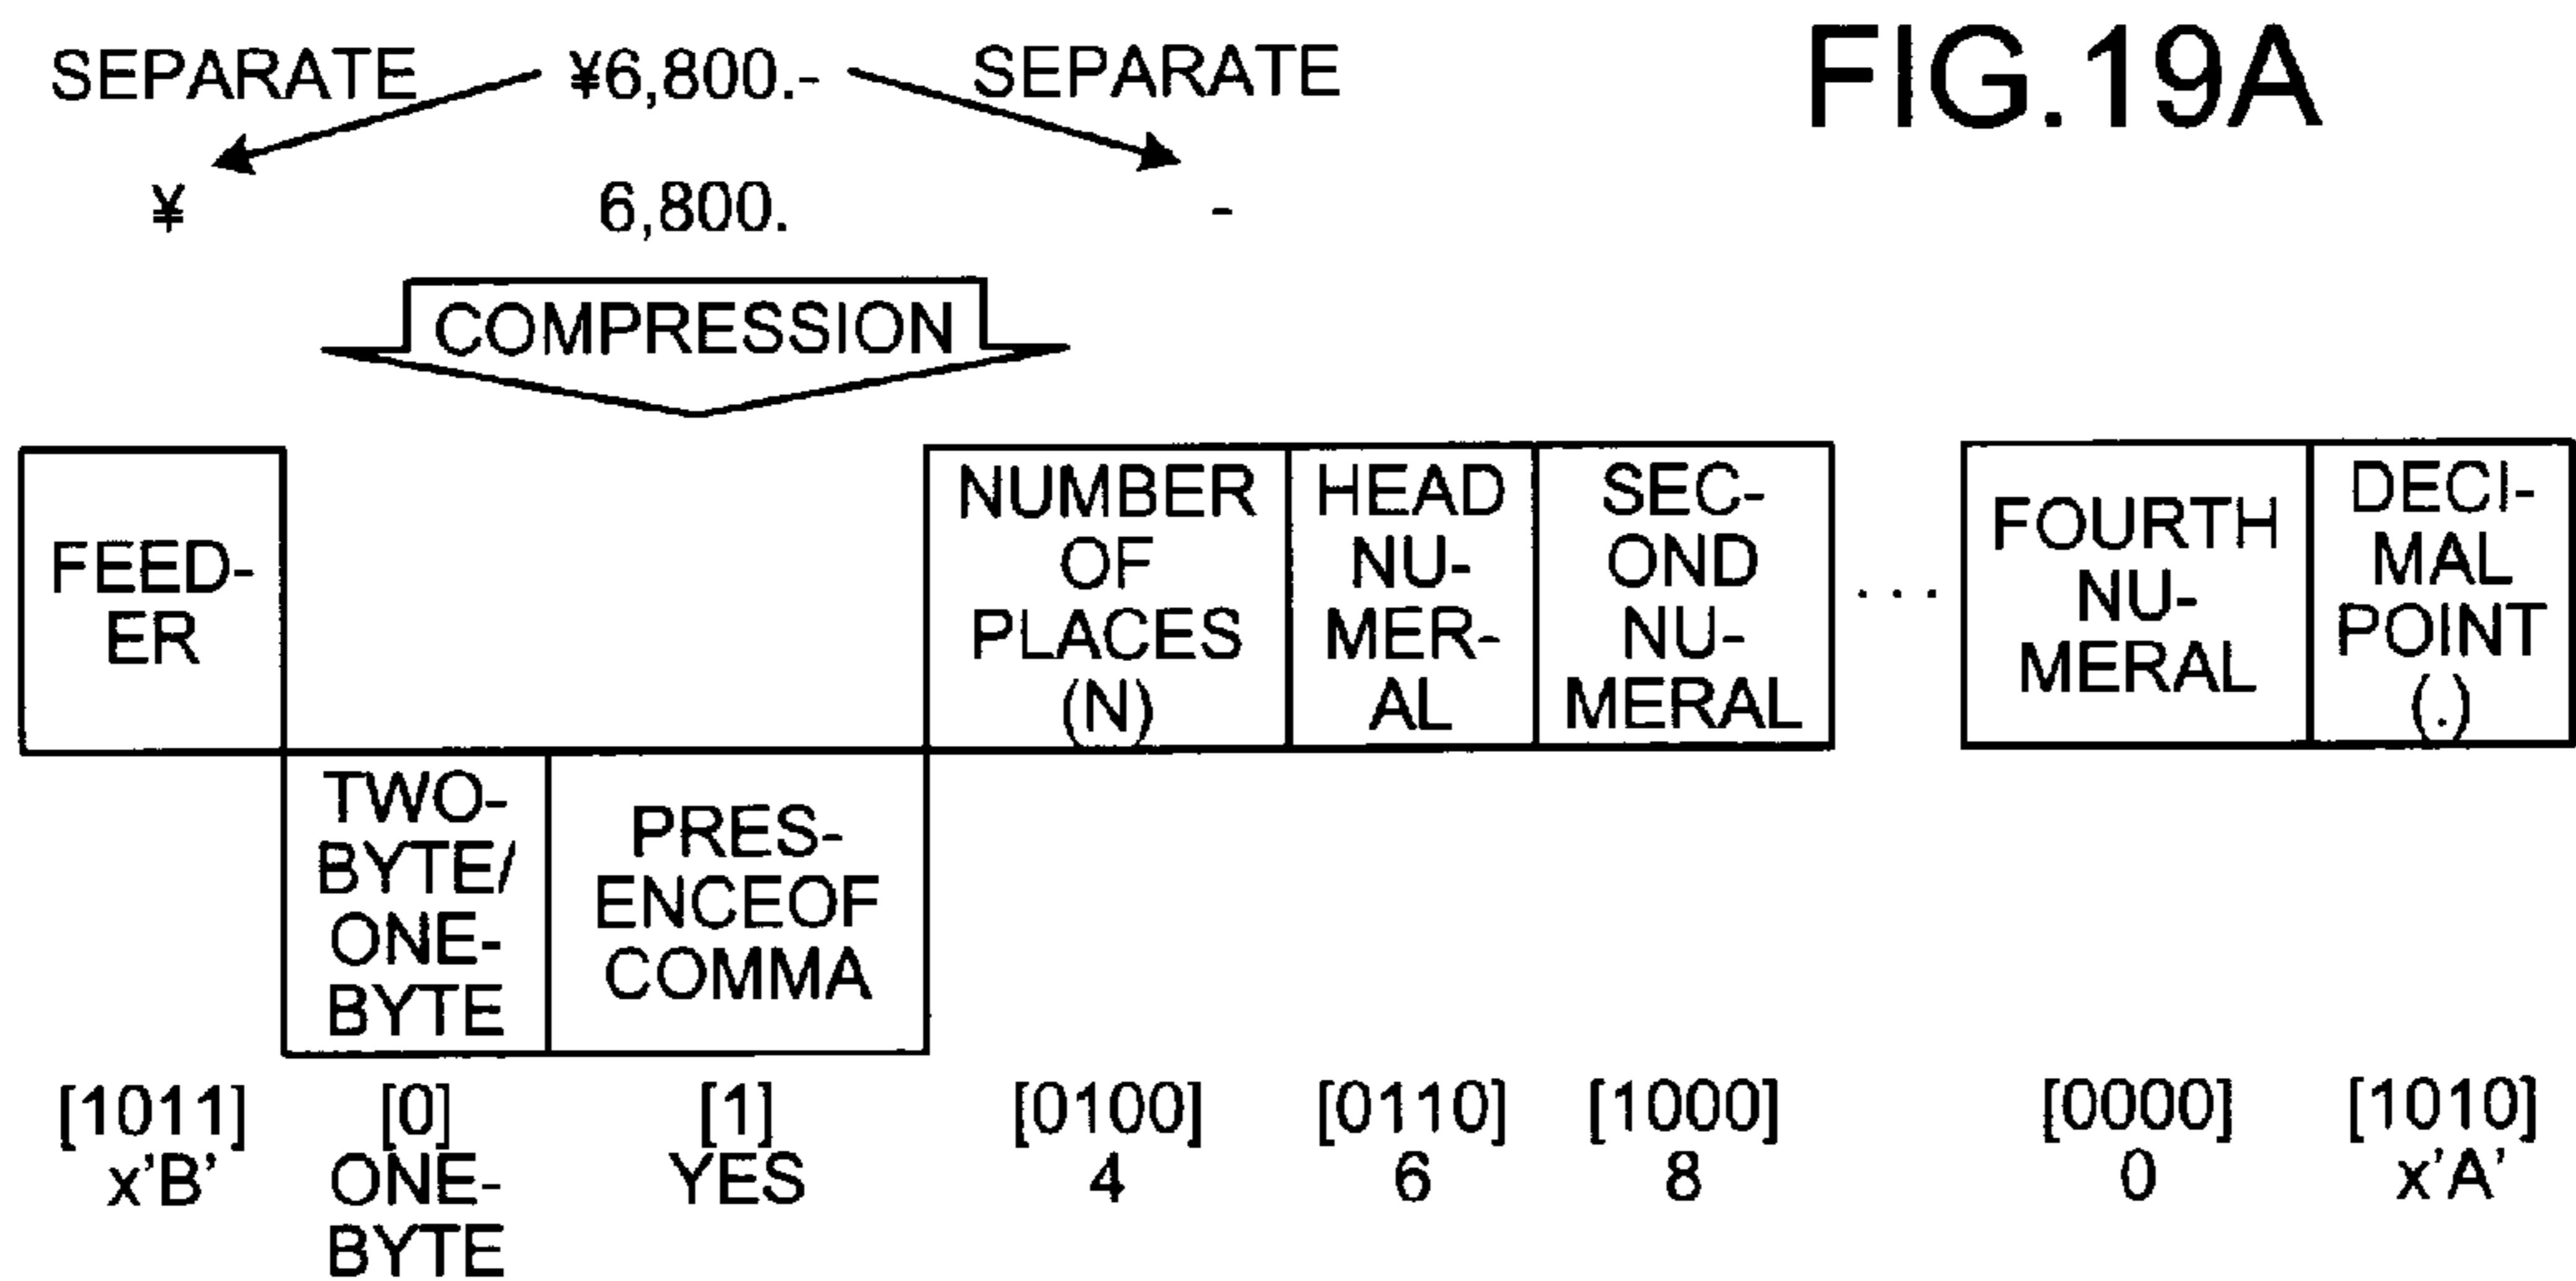 FIG.19A
SEPARATE ¥6,800.- SEPARATE
¥ 6,800. -
COMPRESSION
FEED-
ER
TWO-
BYTE/
ONE-
BYTE
PRES-
ENCEOF
COMMA
NUMBER
OF
PLACES
(N)
HEAD
NU-
MER-
AL
SEC-
OND
NU-
MERAL
...
FOURTH
NU-
MERAL
DECI-
MAL
POINT
(.)
[1011] [0] [1] [0100] [0110] [1000] [0000] [1010]
x'B' ONE- YES 4 6 8 0 x'A'
BYTE